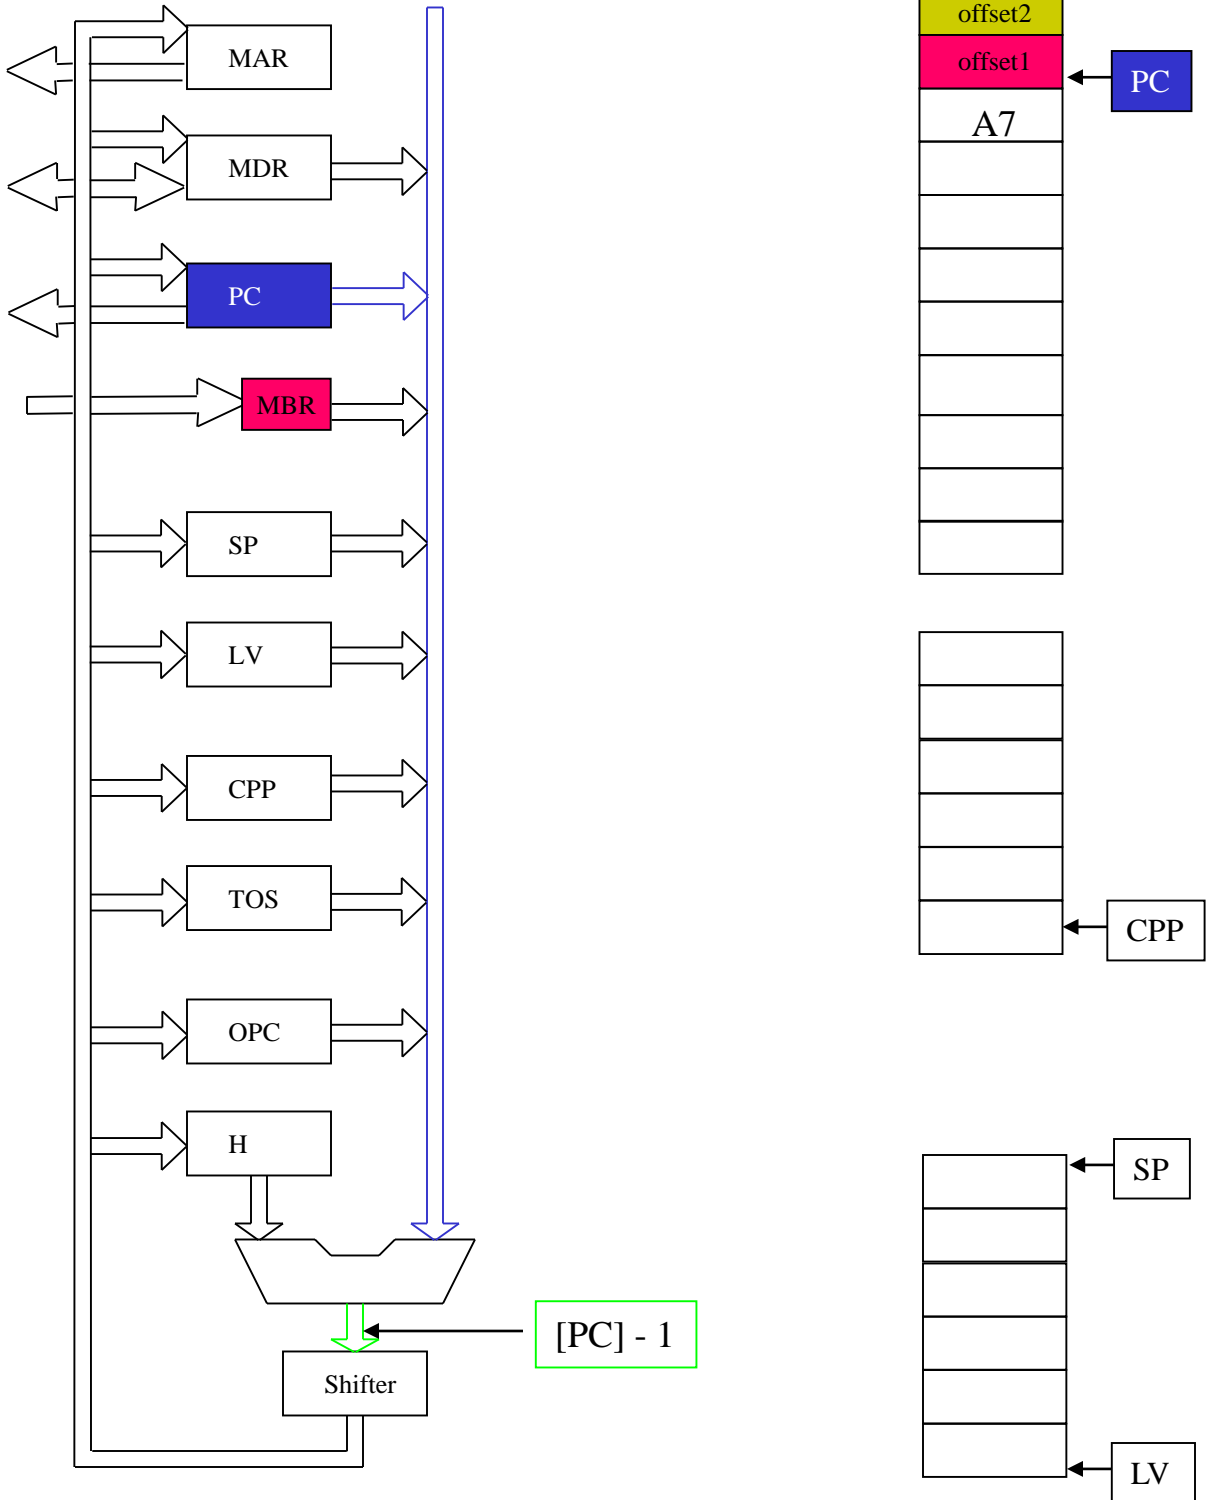 MAR
MDR
PC
MBR
SP
LV
CPP
TOS
OPC
H
[PC] - 1
Shifter
offset2
offset1
PC
A7
CPP
SP
LV